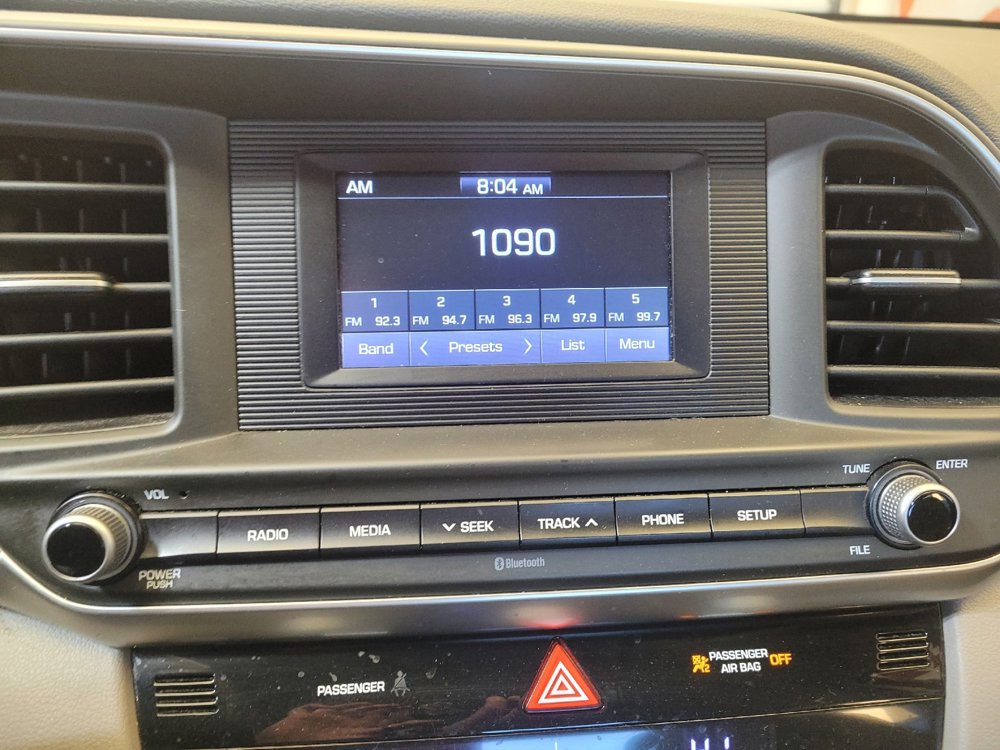 AM 8:04 AM
1090
1 2 3 4 5
FM 92.3 FM 94.7 FM 96.3 FM 97.9 FM 99.7
Band < Presets > List Menu
VOL TUNE ENTER
RADIO MEDIA SEEK TRACK PHONE SETUP
POWER
PUSH
Bluetooth
FILE
PASSENGER
PASSENGER
AIR BAG OFF